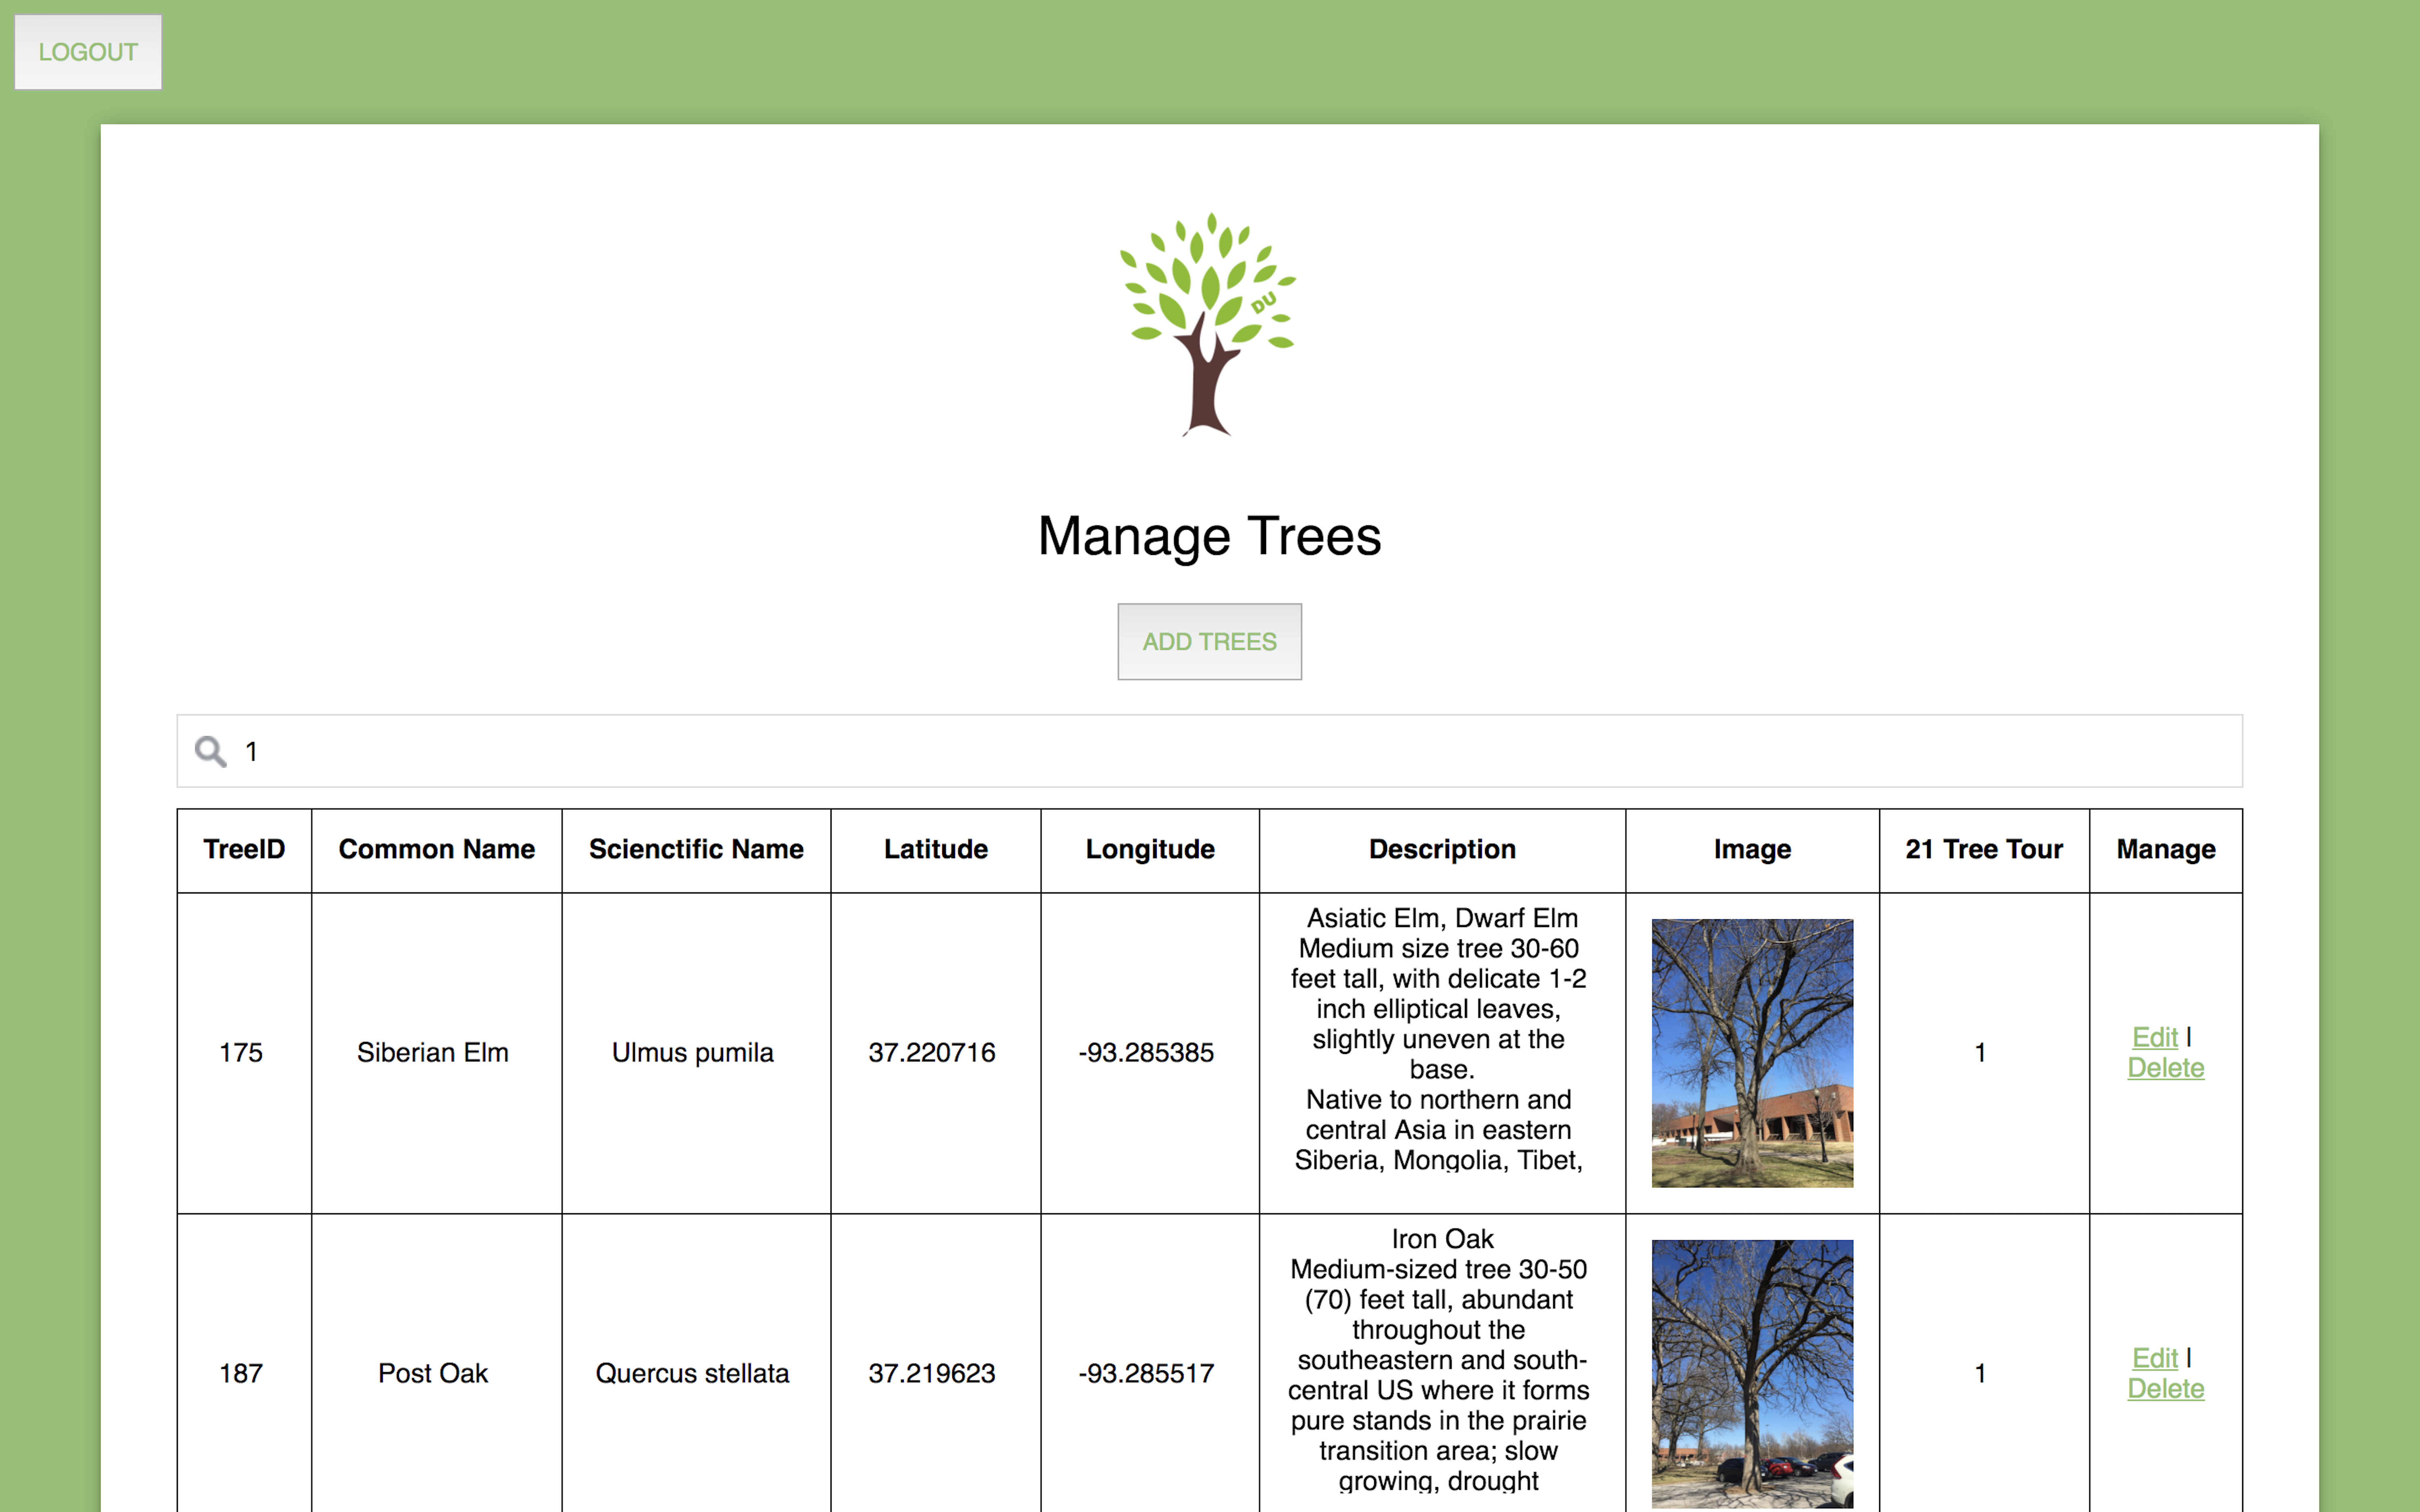 LOGOUT
DU
Manage Trees
ADD TREES
1
TreeID Common Name Scienctific Name Latitude Longitude Description Image 21 Tree Tour Manage
175 Siberian Elm Ulmus pumila 37.220716 -93.285385
Asiatic Elm, Dwarf Elm
Medium size tree 30-60
feet tall, with delicate 1-2
inch elliptical leaves,
slightly uneven at the
base.
Native to northern and
central Asia in eastern
Siberia, Mongolia, Tibet,
1
Edit |
Delete
187 Post Oak Quercus stellata 37.219623 -93.285517
Iron Oak
Medium-sized tree 30-50
(70) feet tall, abundant
throughout the
southeastern and south-
central US where it forms
pure stands in the prairie
transition area; slow
growing, drought
1
Edit |
Delete